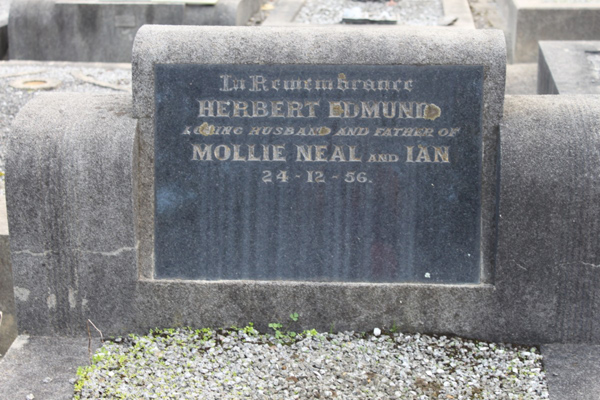 In Remembrance
HERBERT EDMUND
LOVING HUSBAND AND FATHER OF
MOLLIE NEAL AND IAN
24-12-56.